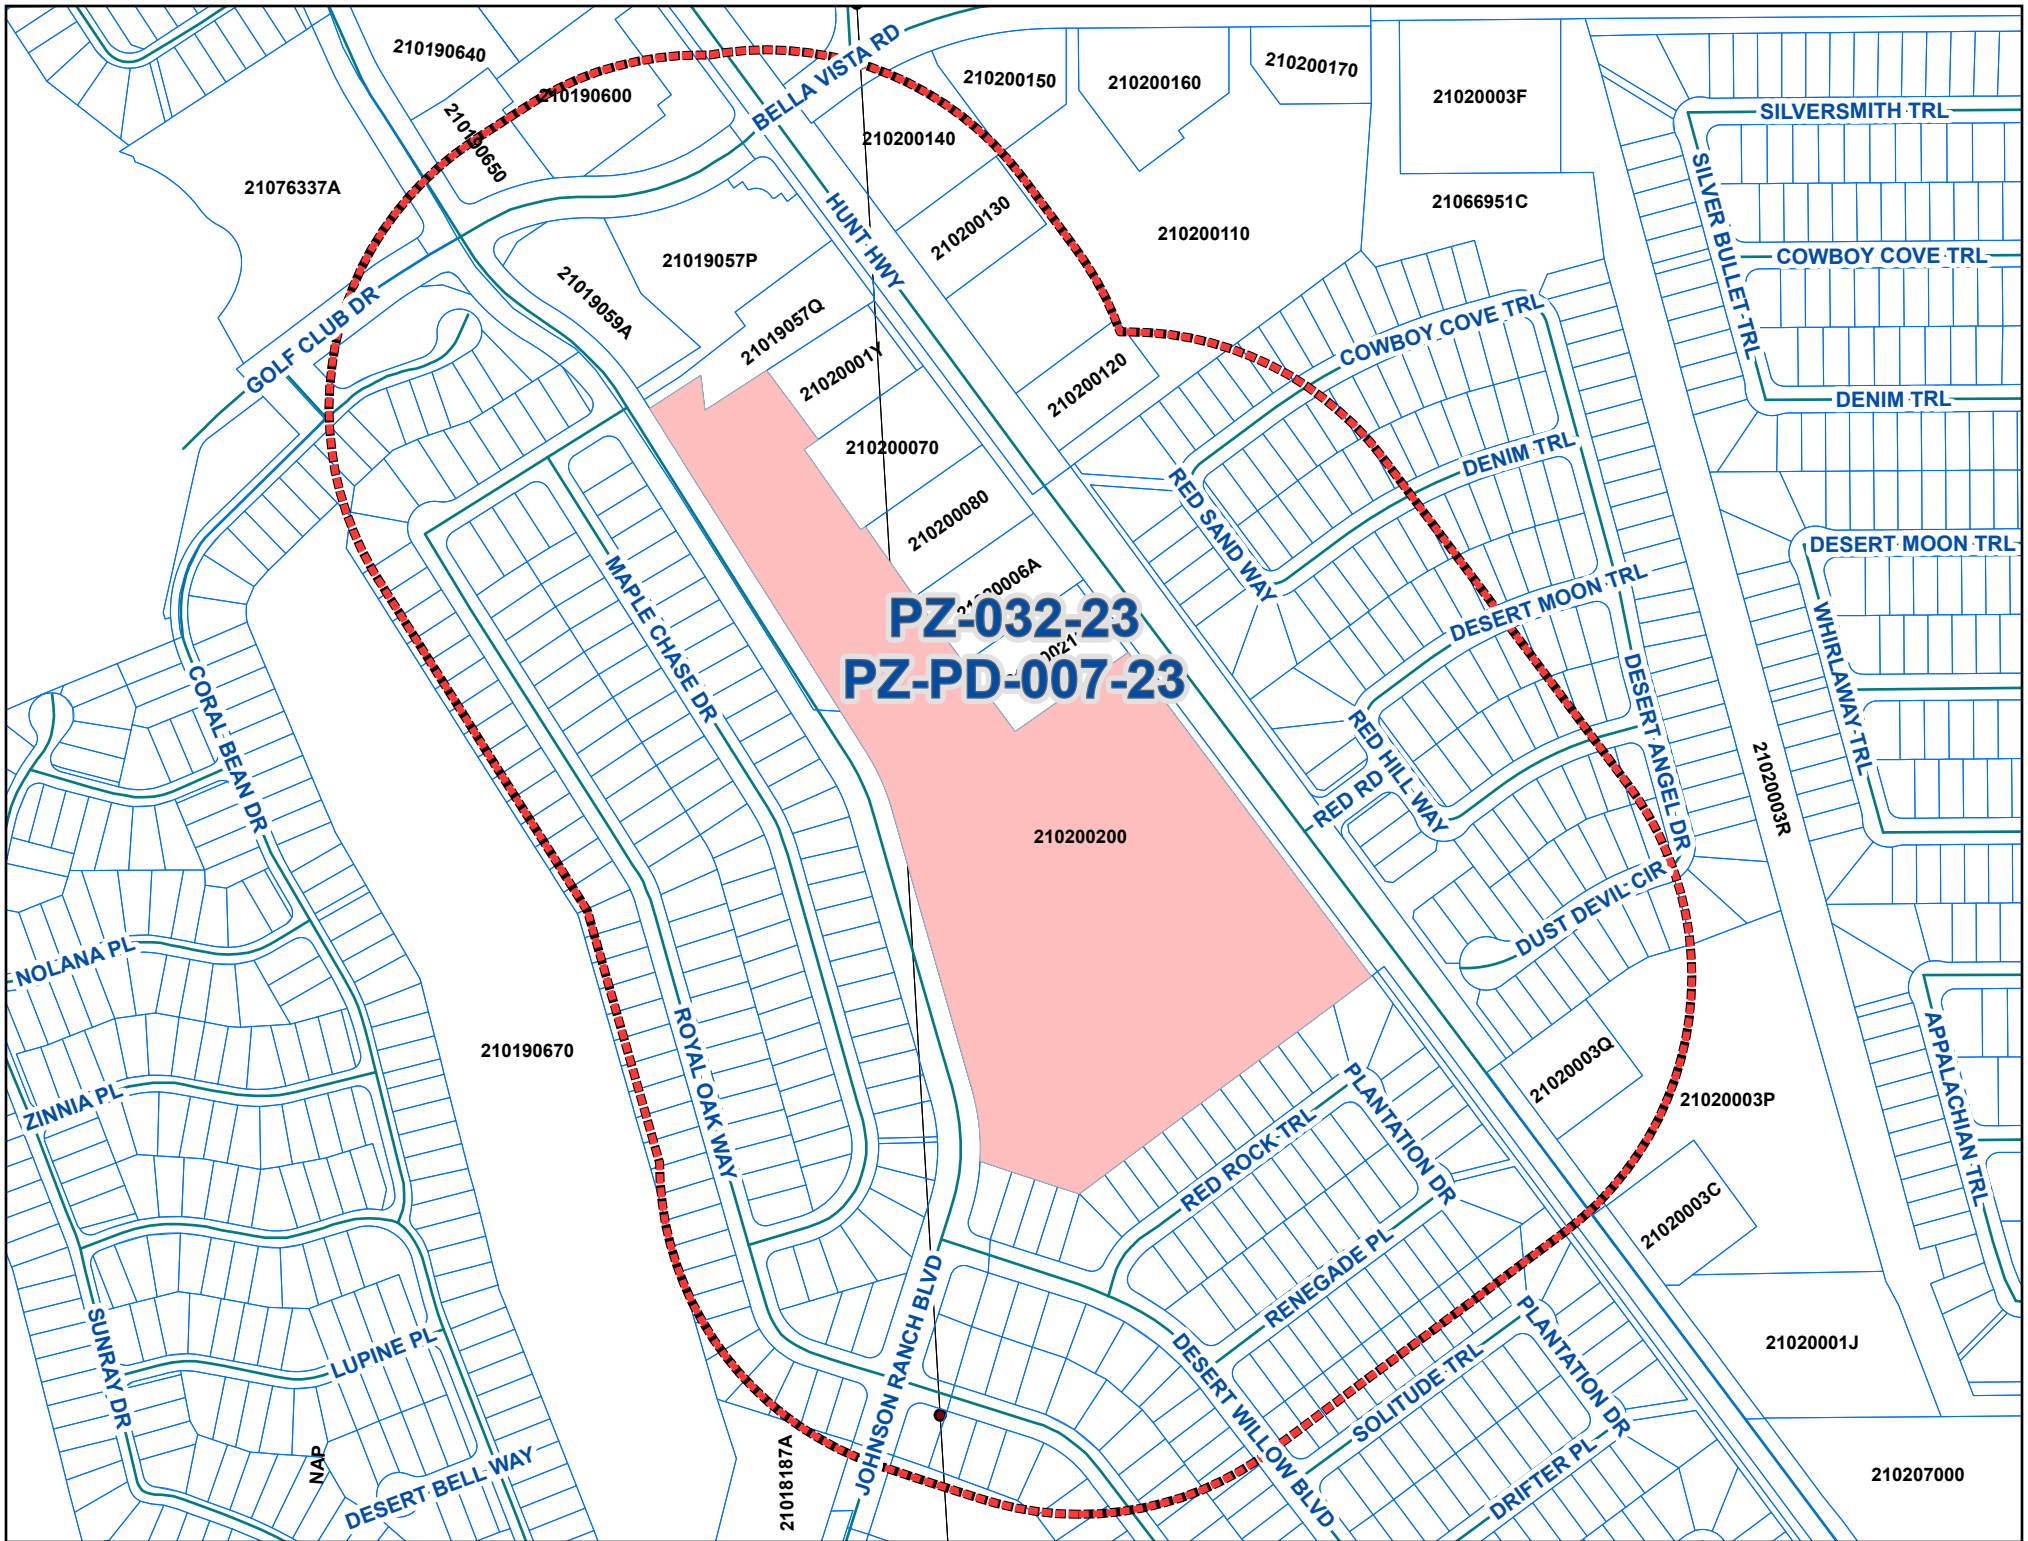 210190640
210190600
210190650
BELLA VISTA RD
210200150
210200160
210200170
21020003F
SILVERSMITH TRL
210200140
21076337A
21066951C
SILVER BULLET TRL
210200130
210200110
HUNT HWY
COWBOY COVE TRL
21019057P
21019059A
GOLF CLUB DR
21019057Q
COWBOY COVE TRL
21020001Y
210200120
DENIM TRL
210200070
DENIM TRL
RED SAND WAY
210200080
DESERT MOON TRL
MAPLE CHASE DR
DESERT MOON TRL
PZ-032-23
PZ-PD-007-23
WHIRLAWAY TRL
CORAL BEAN DR
DESERT ANGEL DR
RED HILL WAY
RED RD
21020003R
210200200
DUST DEVIL CIR
NOLANA PL
210190670
ROYAL OAK WAY
21020003Q
APPALACHIAN TRL
ZINNIA PL
PLANTATION DR
21020003P
RED ROCK TRL
21020003C
RENEGADE PL
JOHNSON RANCH BLVD
SUNRAY DR
LUPINE PL
PLANTATION DR
21020001J
DESERT WILLOW BLVD
SOLITUDE TRL
NAP
DESERT BELL WAY
21018187A
DRIFTER PL
210207000